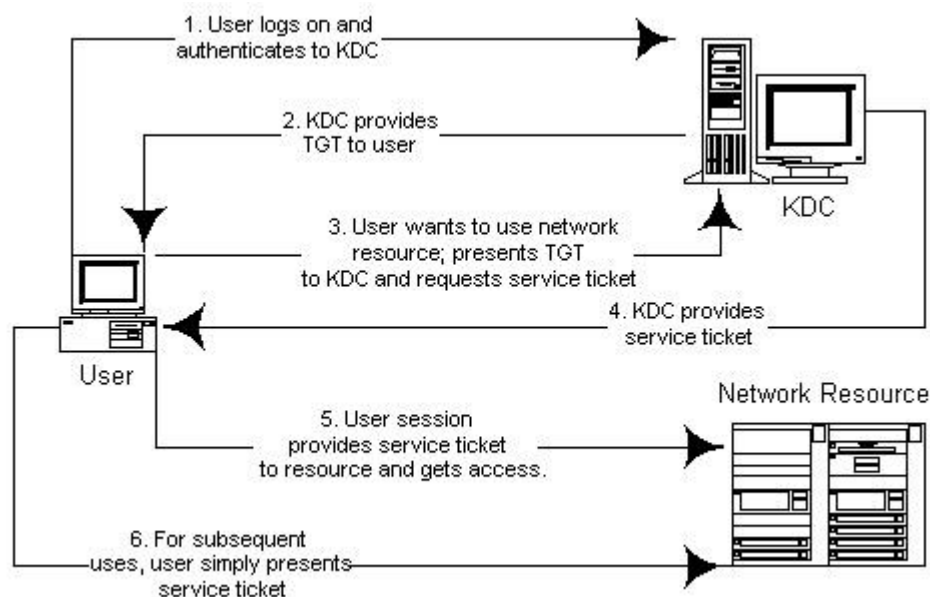 1. User logs on and
authenticates to KDC
2. KDC provides
TGT to user
KDC
3. User wants to use network
resource; presents TGT
to KDC and requests service ticket
4. KDC provides
service ticket
User
Network Resource
5. User session
provides service ticket
to resource and gets access.
6. For subsequent
uses, user simply presents
service ticket